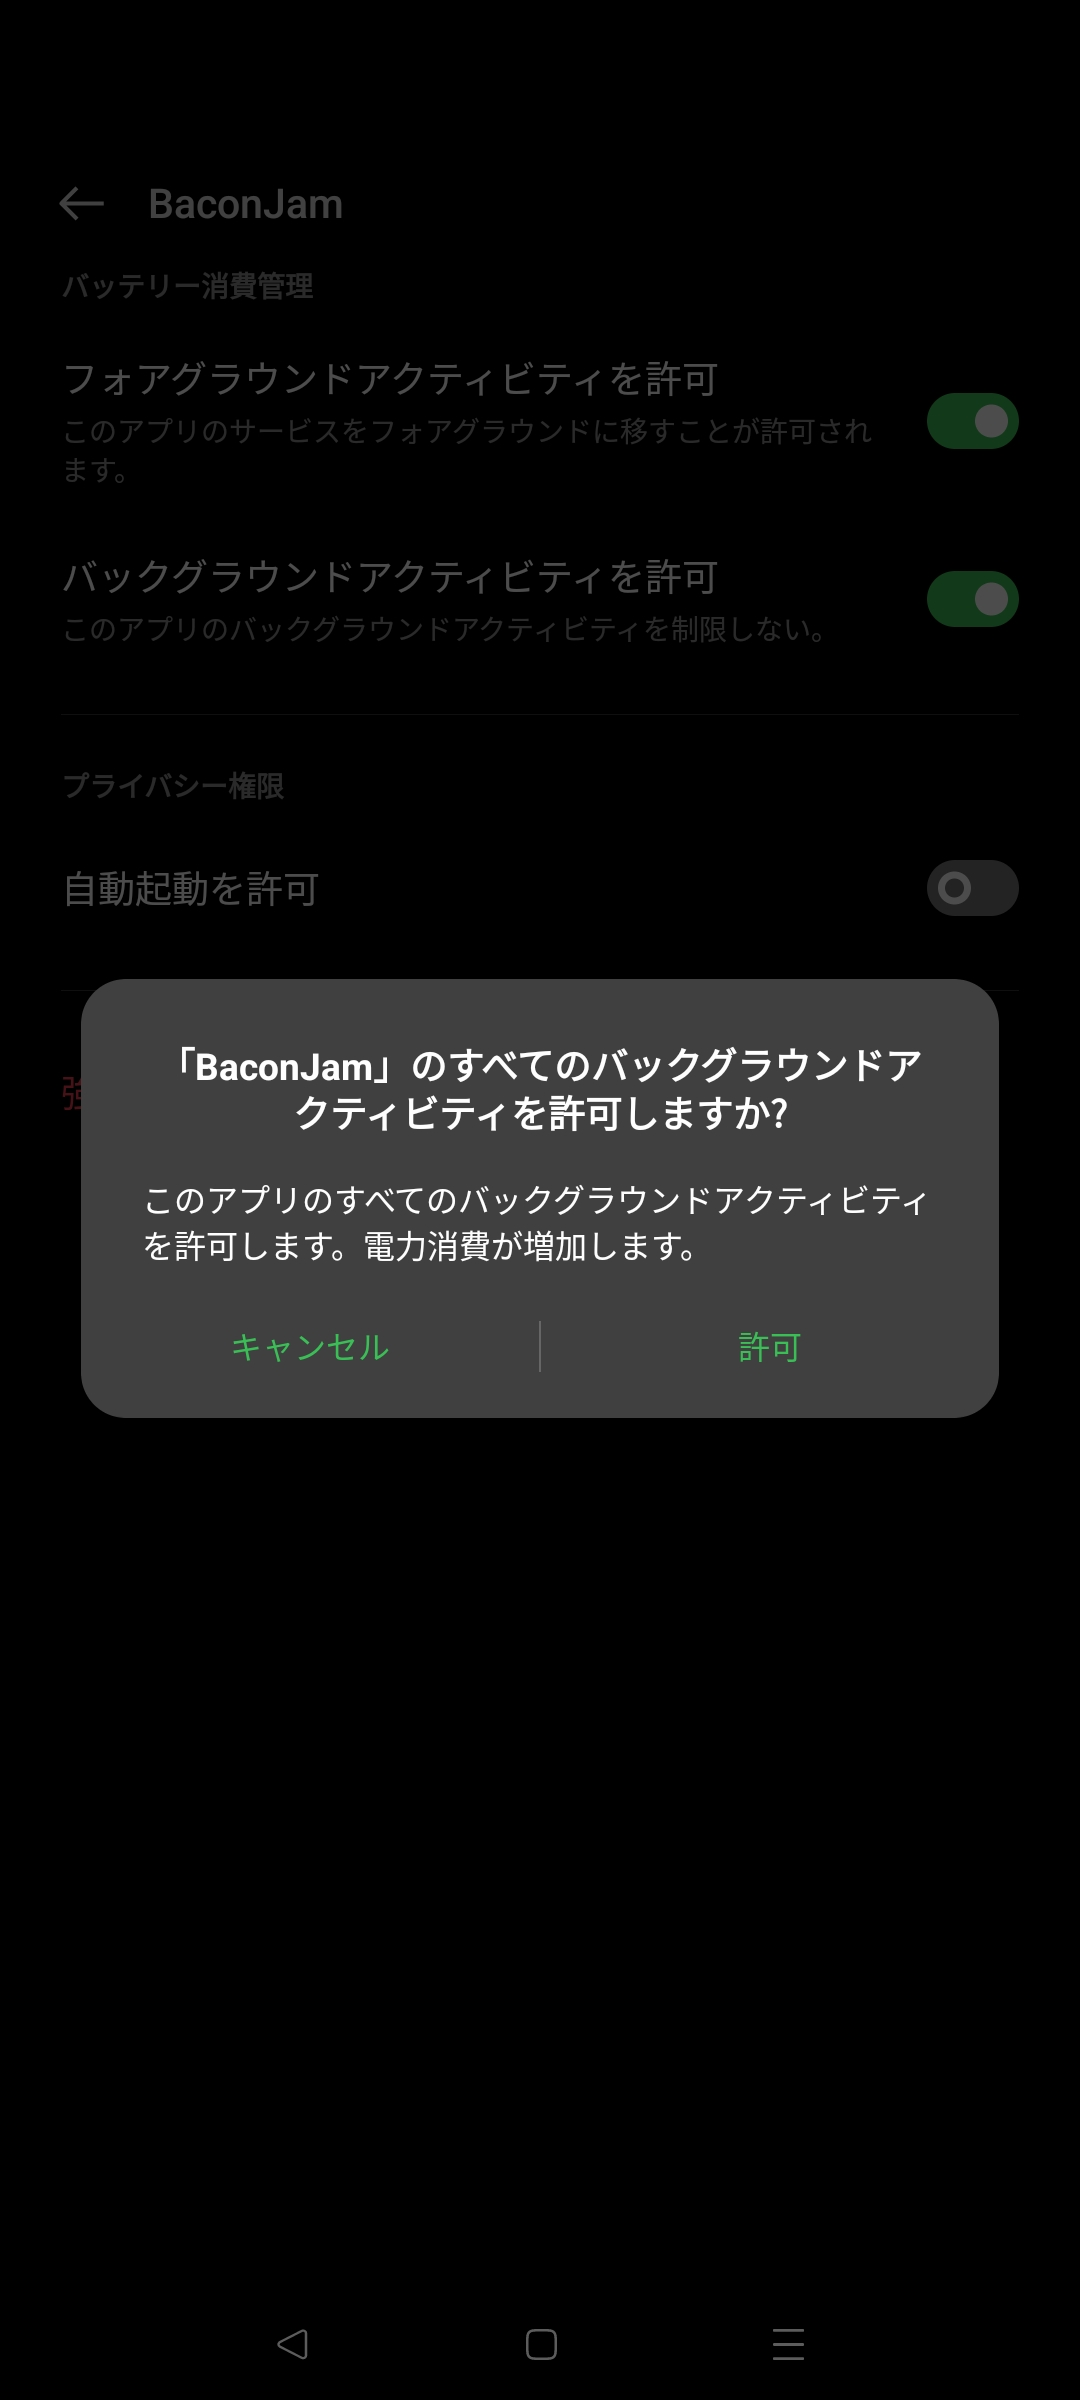 BaconJam
バッテリー消費管理
フォアグラウンドアクティビティを許可
このアプリのサービスをフォアグラウンドに移すことが許可され
ます。
バックグラウンドアクティビティを許可
このアプリのバックグラウンドアクティビティを制限しない。
プライバシー権限
自動起動を許可
「BaconJam」のすべてのバックグラウンドア
クティビティを許可しますか?
このアプリのすべてのバックグラウンドアクティビティ
を許可します。電力消費が増加します。
キャンセル
許可